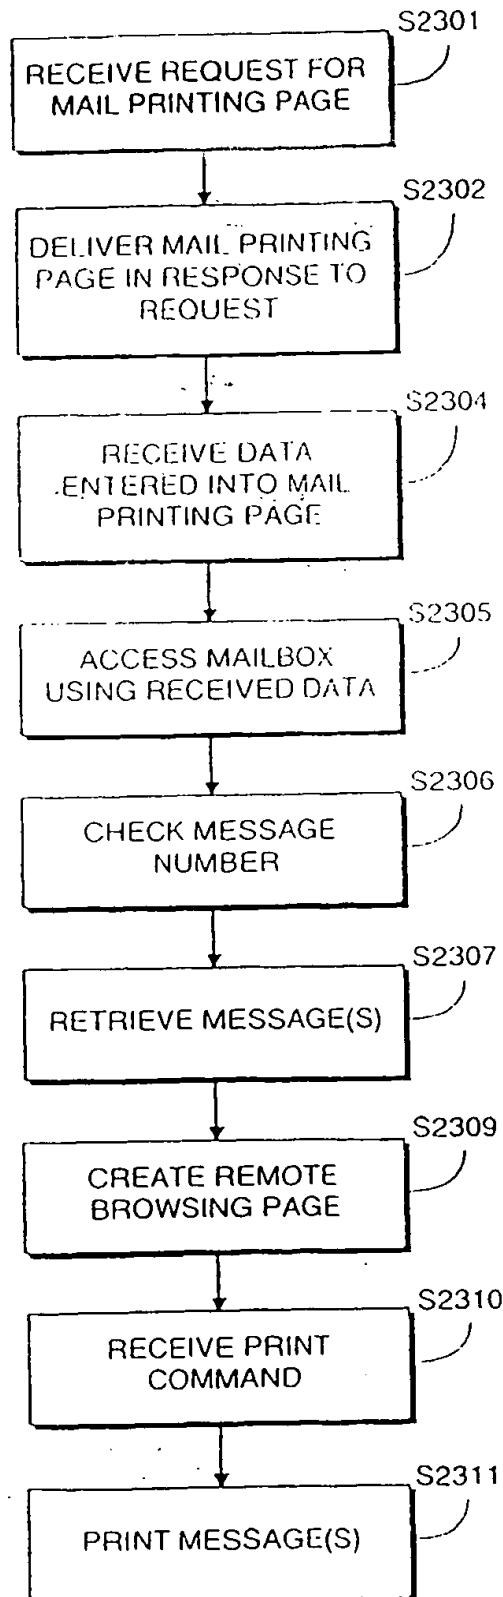 S2301
RECEIVE REQUEST FOR
MAIL PRINTING PAGE
S2302
DELIVER MAIL PRINTING
PAGE IN RESPONSE TO
REQUEST
S2304
RECEIVE DATA
ENTERED INTO MAIL
PRINTING PAGE
S2305
ACCESS MAILBOX
USING RECEIVED DATA
S2306
CHECK MESSAGE
NUMBER
S2307
RETRIEVE MESSAGE(S)
S2309
CREATE REMOTE
BROWSING PAGE
S2310
RECEIVE PRINT
COMMAND
S2311
PRINT MESSAGE(S)